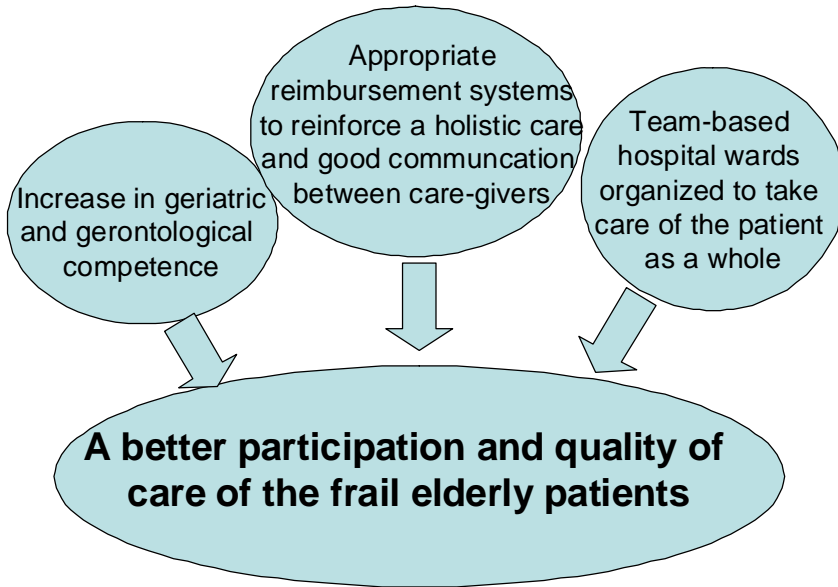 Increase in geriatric
and gerontological
competence
Appropriate
reimbursement systems
to reinforce a holistic care
and good communcation
between care-givers
Team-based
hospital wards
organized to take
care of the patient
as a whole
A better participation and quality of
care of the frail elderly patients